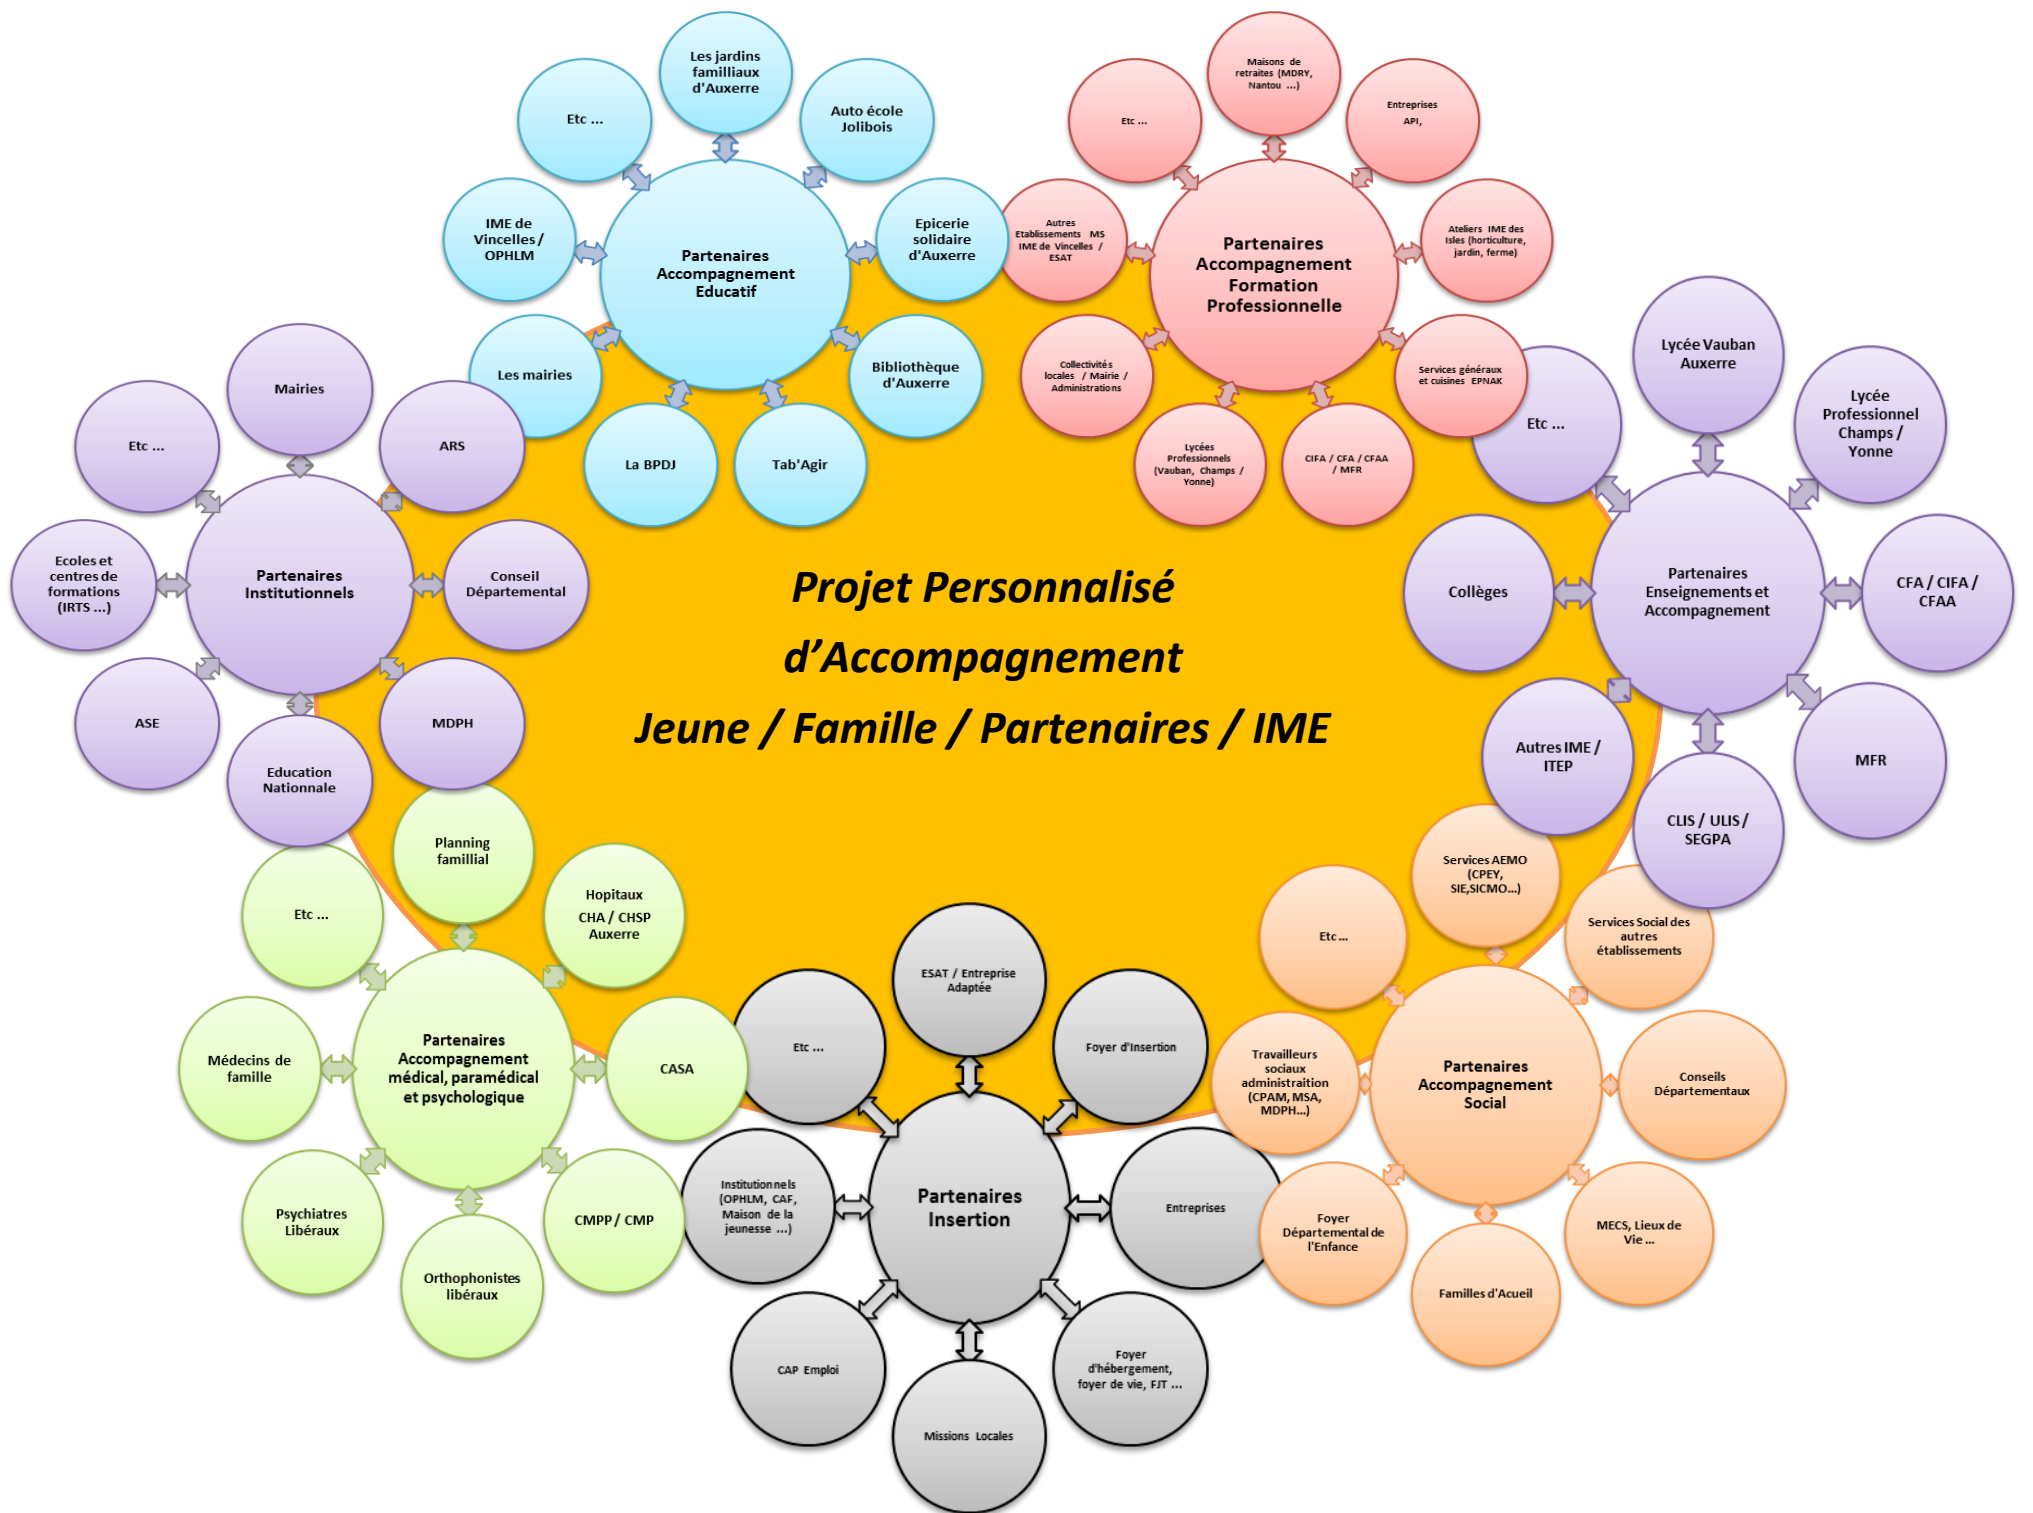 Les jardins
familliaux
d'Auxerre
Auto école
Jolibois
Epicerie
solidaire
d'Auxerre
Bibliothèque
d'Auxerre
Tab'Agir
La BPDJ
Les mairies
IME de
Vincelles /
OPHLM
Etc ...
Partenaires
Accompagnement
Educatif
Maisons de
retraites (MDRY,
Nantou ...)
Entreprises
API,
Ateliers IME des
Isles (horticulture,
jardin, ferme)
Services généraux
et cuisines EPNAK
CIFA / CFA / CFAA
/ MFR
Lycées
Professionnels
(Vauban, Champs /
Yonne)
Collectivités
locales / Mairie /
Administrations
Autres
Etablissements MS
IME de Vincelles /
ESAT
Etc ...
Partenaires
Accompagnement
Formation
Professionnelle
Lycée Vauban
Auxerre
Lycée
Professionnel
Champs /
Yonne
CFA / CIFA /
CFAA
MFR
CLIS / ULIS /
SEGPA
Autres IME /
ITEP
Collèges
Etc ...
Partenaires
Enseignements et
Accompagnement
Mairies
ARS
Conseil
Départemental
MDPH
Education
Nationnale
ASE
Ecoles et
centres de
formations
(IRTS ...)
Etc ...
Partenaires
Institutionnels
Projet Personnalisé
d’Accompagnement
Jeune / Famille / Partenaires / IME
Planning
famillial
Hopitaux
CHA / CHSP
Auxerre
CASA
CMPP / CMP
Orthophonistes
libéraux
Psychiatres
Libéraux
Médecins de
famille
Etc ...
Partenaires
Accompagnement
médical, paramédical
et psychologique
ESAT / Entreprise
Adaptée
Foyer d'Insertion
Entreprises
Foyer
d'hébergement,
foyer de vie, FJT ...
Missions Locales
CAP Emploi
Institutionnels
(OPHLM, CAF,
Maison de la
jeunesse ...)
Etc ...
Partenaires
Insertion
Services AEMO
(CPEY,
SIE,SICMO...)
Services Social des
autres
établissements
Conseils
Départementaux
MECS, Lieux de
Vie ...
Familles d'Acueil
Foyer
Départemental de
l'Enfance
Travailleurs
sociaux
administraition
(CPAM, MSA,
MDPH...)
Etc ...
Partenaires
Accompagnement
Social